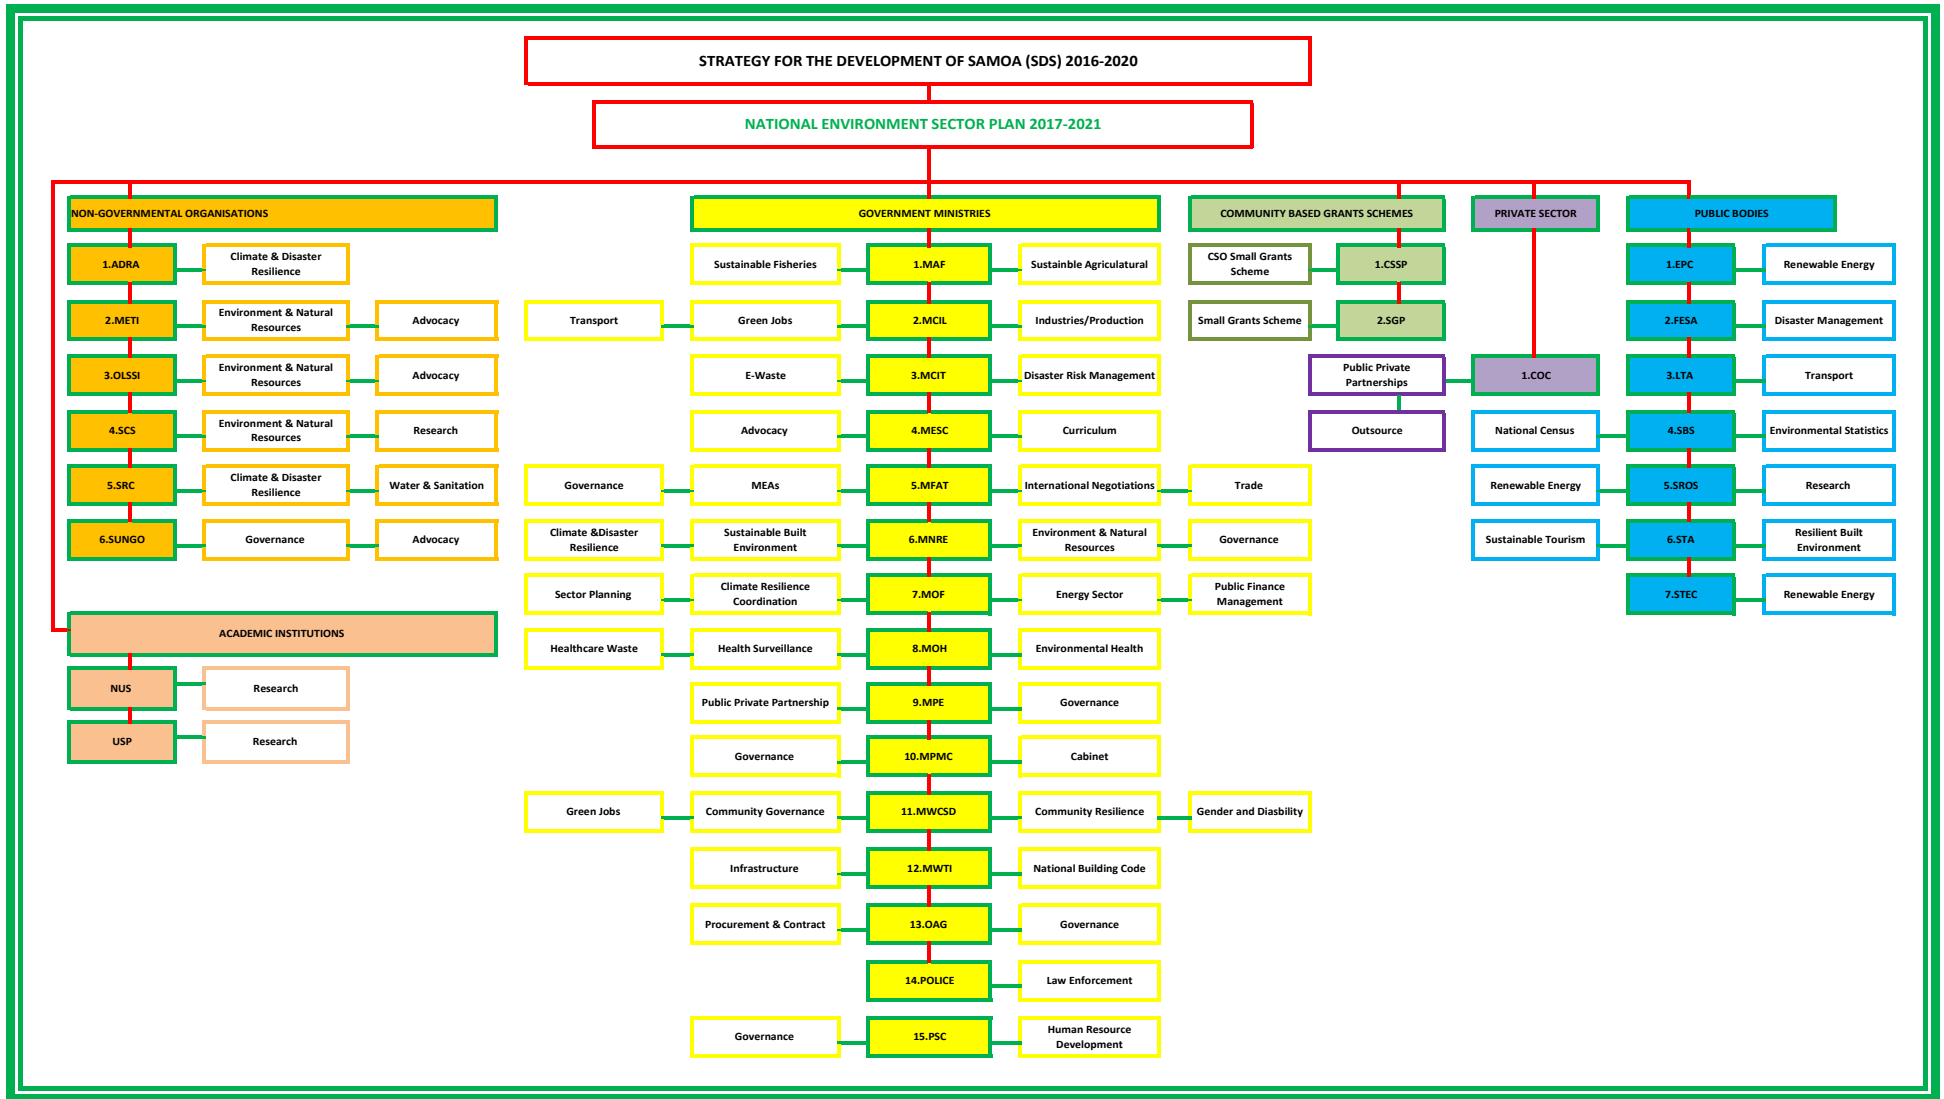 STRATEGY FOR THE DEVELOPMENT OF SAMOA (SDS) 2016-2020
NATIONAL ENVIRONMENT SECTOR PLAN 2017-2021
NON-GOVERNMENTAL ORGANISATIONS
1.ADRA
Climate & Disaster
Resilience
2.METI
Environment & Natural
Resources
Advocacy
3.OLSSI
Environment & Natural
Resources
Advocacy
4.SCS
Environment & Natural
Resources
Research
5.SRC
Climate & Disaster
Resilience
Water & Sanitation
6.SUNGO
Governance
Advocacy
ACADEMIC INSTITUTIONS
NUS
Research
USP
Research
GOVERNMENT MINISTRIES
Sustainable Fisheries
1.MAF
Sustainble Agriculatural
Transport
Green Jobs
2.MCIL
Industries/Production
E-Waste
3.MCIT
Disaster Risk Management
Advocacy
4.MESC
Curriculum
Governance
MEAs
5.MFAT
International Negotiations
Trade
Climate &Disaster
Resilience
Sustainable Built
Environment
6.MNRE
Environment & Natural
Resources
Governance
Sector Planning
Climate Resilience
Coordination
7.MOF
Energy Sector
Public Finance
Management
Healthcare Waste
Health Surveillance
8.MOH
Environmental Health
Public Private Partnership
9.MPE
Governance
Governance
10.MPMC
Cabinet
Green Jobs
Community Governance
11.MWCSD
Community Resilience
Gender and Diasbility
Infrastructure
12.MWTI
National Building Code
Procurement & Contract
13.OAG
Governance
14.POLICE
Law Enforcement
Governance
15.PSC
Human Resource
Development
COMMUNITY BASED GRANTS SCHEMES
CSO Small Grants
Scheme
1.CSSP
Small Grants Scheme
2.SGP
PRIVATE SECTOR
Public Private
Partnerships
1.COC
Outsource
PUBLIC BODIES
1.EPC
Renewable Energy
2.FESA
Disaster Management
3.LTA
Transport
National Census
4.SBS
Environmental Statistics
Renewable Energy
5.SROS
Research
Sustainable Tourism
6.STA
Resilient Built
Environment
7.STEC
Renewable Energy